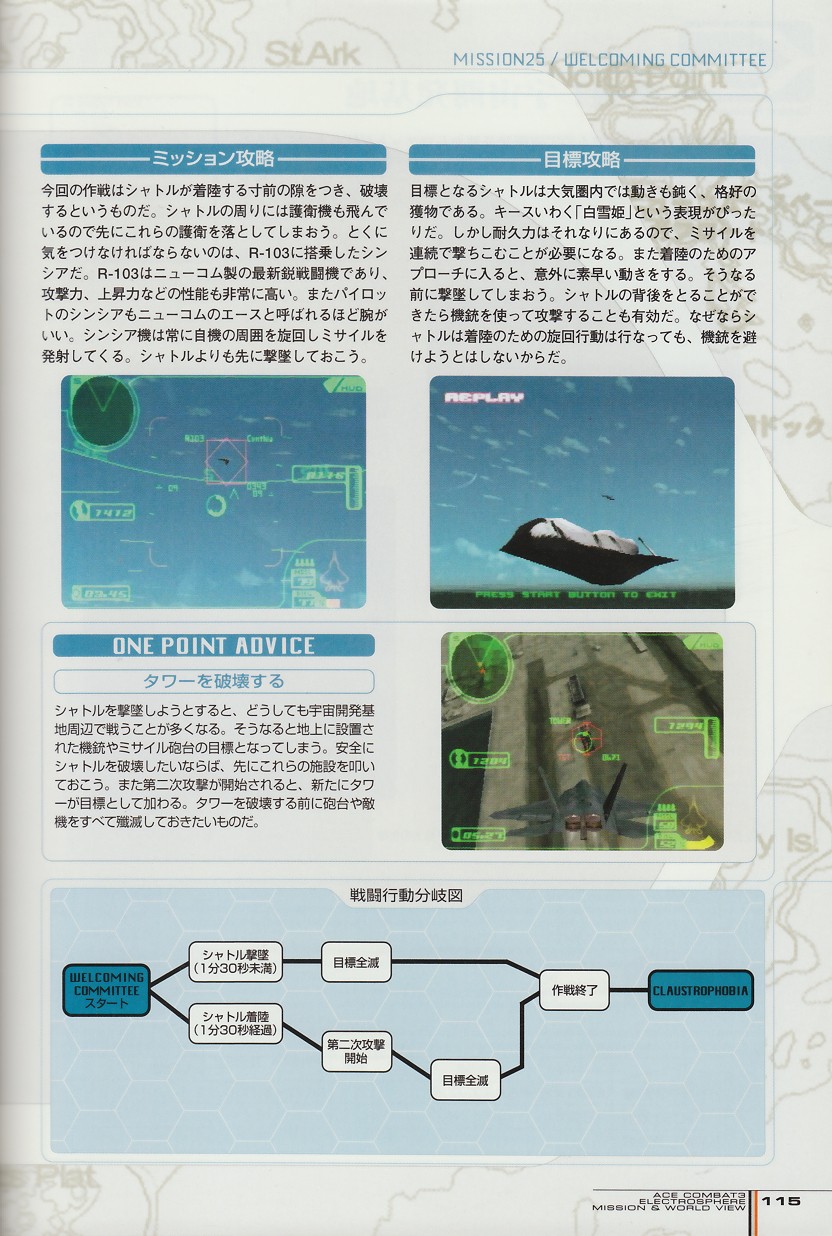 St.Ark
MISSION25 / WELCOMING COMMITTEE
North Point
ミッション攻略
今回の作戦はシャトルが着陸する寸前の隙をつき、破壊
するというものだ。シャトルの周りには護衛機も飛んで
いるので先にこれらの護衛を落としてしまおう。とくに
気をつけなければならないのは、R-103に搭乗したシン
シアだ。R-103はニューコム製の最新鋭戦闘機であり、
攻撃力、上昇力などの性能も非常に高い。またパイロッ
トのシンシアもニューコムのエースと呼ばれるほど腕が
いい。シンシア機は常に自機の周囲を旋回しミサイルを
発射してくる。シャトルよりも先に撃墜しておこう。
目標攻略
目標となるシャトルは大気圏内では動きも鈍く、格好の
獲物である。キースいわく「白雪姫」という表現がぴった
りだ。しかし耐久力はそれなりにあるので、ミサイルを
連続で撃ちこむことが必要になる。また着陸のためのア
プローチに入ると、意外に素早い動きをする。そうなる
前に撃墜してしまおう。シャトルの背後をとることがで
きたら機銃を使って攻撃することも有効だ。なぜならシ
ャトルは着陸のための旋回行動は行なっても、機銃を避
けようとはしないからだ。
HUD
R103 Cynthia
1412
03.45
REPLAY
PRESS START BUTTON TO EXIT
ドック
ONE POINT ADVICE
タワーを破壊する
シャトルを撃墜しようとすると、どうしても宇宙開発基
地周辺で戦うことが多くなる。そうなると地上に設置さ
れた機銃やミサイル砲台の目標となってしまう。安全に
シャトルを破壊したいならば、先にこれらの施設を叩い
ておこう。また第二次攻撃が開始されると、新たにタワ
ーが目標として加わる。タワーを破壊する前に砲台や敵
機をすべて殲滅しておきたいものだ。
HUD
TOWER
1299
1204
05.27
y Is.
戦闘行動分岐図
WELCOMING
COMMITTEE
スタート
シャトル撃墜
(1分30秒未満)
目標全滅
シャトル着陸
(1分30秒経過)
第二次攻撃
開始
目標全滅
作戦終了
CLAUSTROPHOBIA
s Plat
ACE COMBAT3
ELECTROSPHERE
MISSION & WORLD VIEW
115